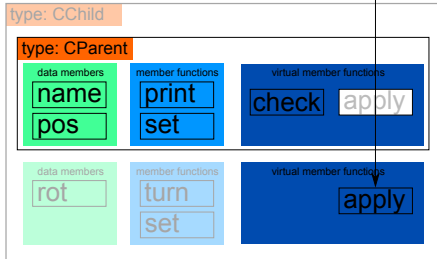 type: CChild
type: CParent
data members member functions virtual member functions
name print check apply
pos set
data members member functions virtual member functions
rot turn apply
set